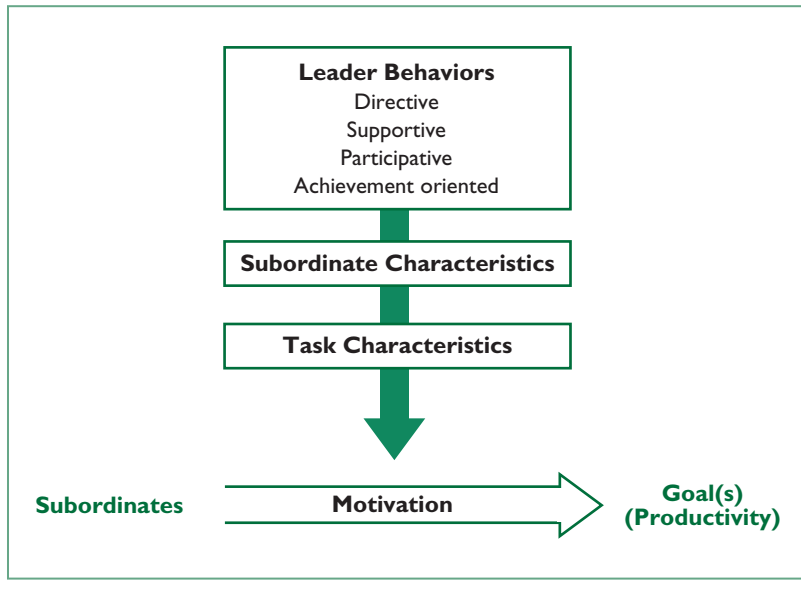 Leader Behaviors
Directive
Supportive
Participative
Achievement oriented
Subordinate Characteristics
Task Characteristics
Subordinates
Motivation
Goal(s)
(Productivity)